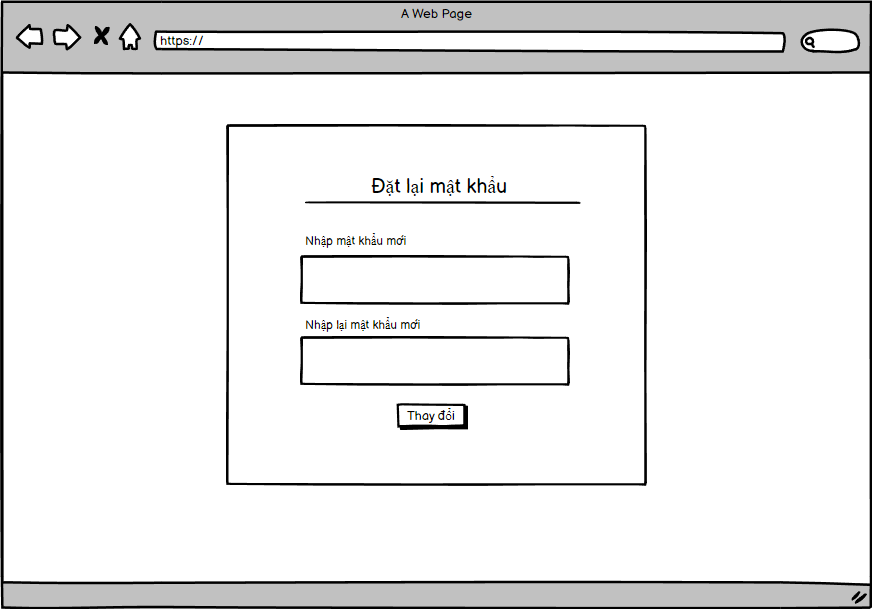 A Web Page
https://
Đặt lại mật khẩu
Nhập mật khẩu mới
Nhập lại mật khẩu mới
Thay đổi